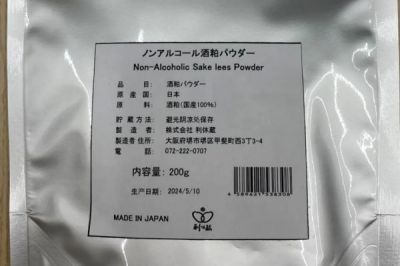 ノンアルコール酒粕パウダー
Non-Alcoholic Sake lees Powder
品 目: 酒粕パウダー
原 産 国: 日本
原 料: 酒粕(国産100%)
貯 蔵 方 法: 避光阴凉处保存
製 造 者: 株式会社 利休蔵
製造者住所: 大阪府堺市堺区甲斐町西3丁3-4
電 話: 072-222-0707
内容量: 200g
生产日期: 2024/5/10
MADE IN JAPAN
利休蔵